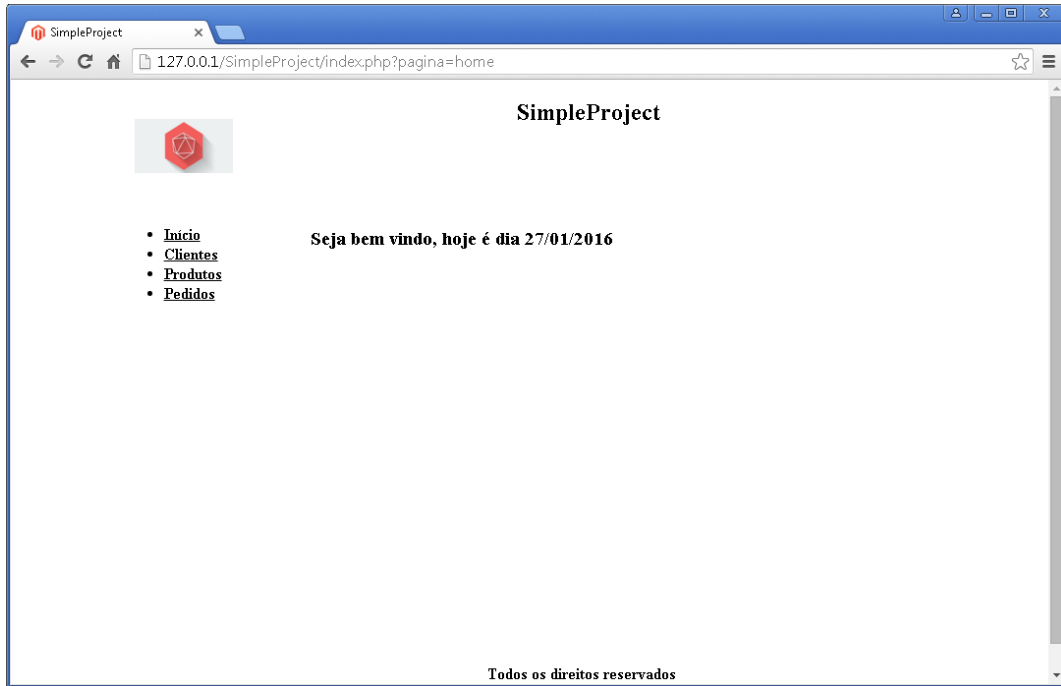 SimpleProject
127.0.0.1/SimpleProject/index.php?pagina=home
SimpleProject
Início
Clientes
Produtos
Pedidos
Seja bem vindo, hoje é dia 27/01/2016
Todos os direitos reservados